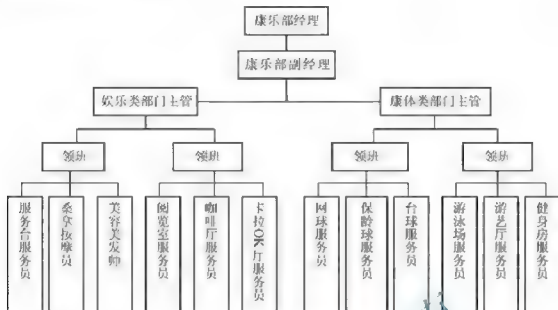 康乐部经理
康乐部副经理
娱乐类部门主管
康体类部门主管
领班
领班
领班
领班
服务台服务员
桑拿按摩员
美容美发师
阅览室服务员
咖啡厅服务员
卡拉OK厅服务员
网球服务员
保龄球服务员
台球服务员
游泳场服务员
游艺厅服务员
健身房服务员